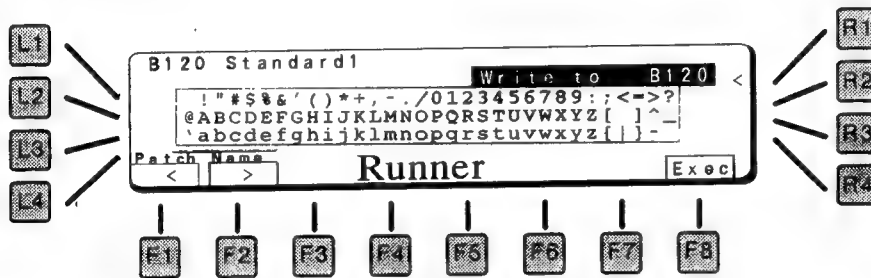 L1
R1
B120 Standard1
Write to B120 <
L2
R2
!"#$%&'()*+,-./0123456789:;<=>?
@ABCDEFGHIJKLMNOPQRSTUVWXYZ[ ]^_
L3
R3
`abcdefghijklmnopqrstuvwxyz{|}-
Patch Name
< > Runner Exec
L4
R4
F1 F2 F3 F4 F5 F6 F7 F8